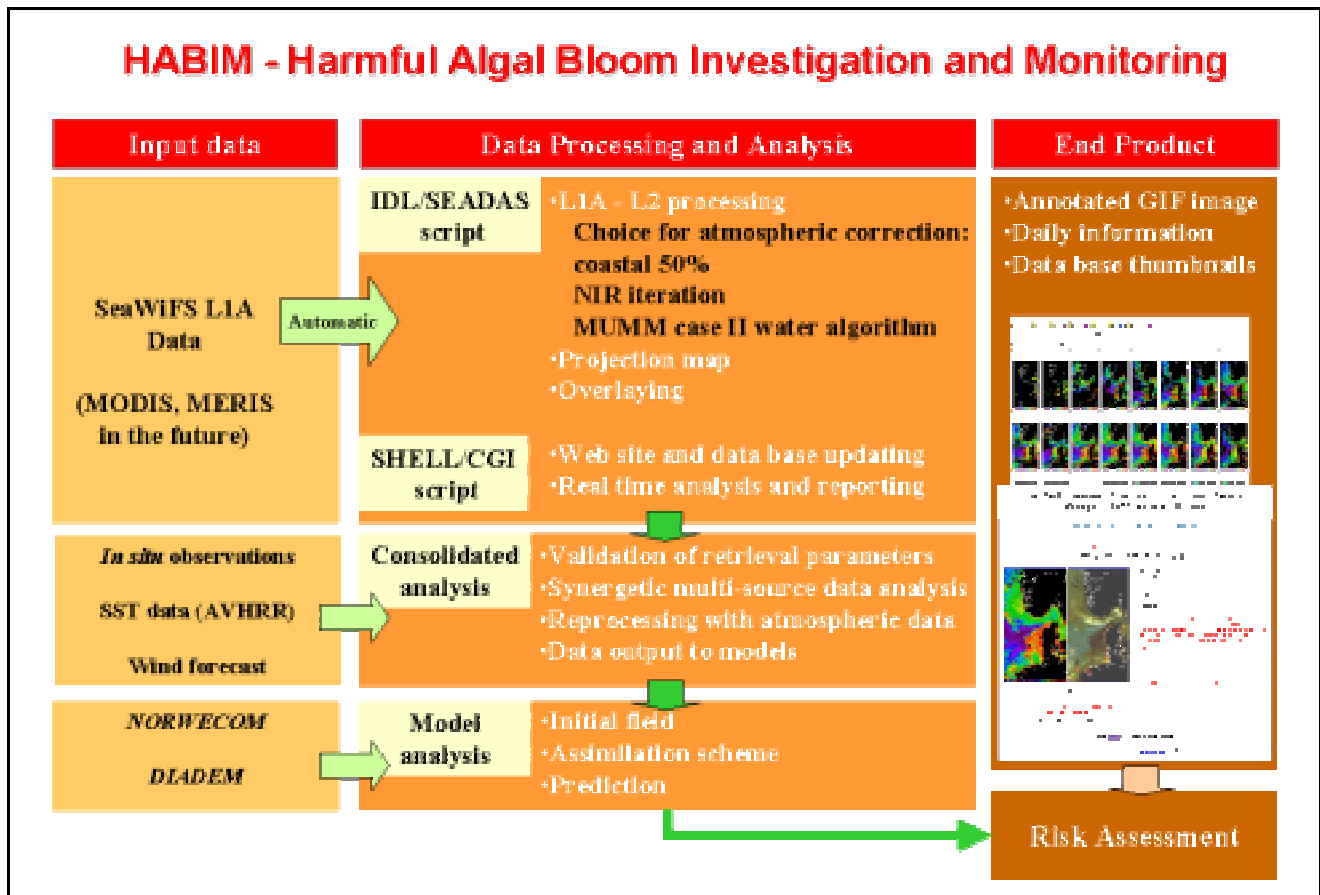 HABIM - Harmful Algal Bloom Investigation and Monitoring
Input data
Data Processing and Analysis
End Product
SeaWiFS L1A
Data
(MODIS, MERIS
in the future)
Automatic
IDL/SEADAS
script
•L1A - L2 processing
Choice for atmospheric correction:
coastal 50%
NIR iteration
MUMM case II water algorithm
•Projection map
•Overlaying
SHELL/CGI
script
•Web site and data base updating
•Real time analysis and reporting
In situ observations
SST data (AVHRR)
Wind forecast
Consolidated
analysis
•Validation of retrieval parameters
•Synergetic multi-source data analysis
•Reprocessing with atmospheric data
•Data output to models
NORWECOM
DIADEM
Model
analysis
•Initial field
•Assimilation scheme
•Prediction
•Annotated GIF image
•Daily information
•Data base thumbnails
Risk Assessment